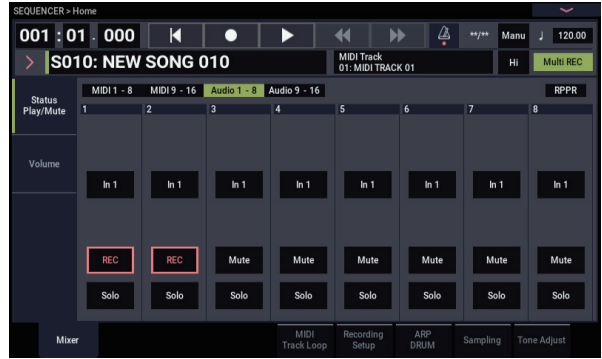 SEQUENCER > Home
001 : 01 . 000 **/** Manu ♩ 120.00
S010: NEW SONG 010
MIDI Track
01: MIDI TRACK 01
Hi Multi REC
Status
Play/Mute
MIDI 1 - 8 MIDI 9 - 16 Audio 1 - 8 Audio 9 - 16 RPPR
1 2 3 4 5 6 7 8
Volume
In 1 In 1 In 1 In 1 In 1 In 1 In 1 In 1
REC REC Mute Mute Mute Mute Mute Mute
Solo Solo Solo Solo Solo Solo Solo Solo
Mixer
MIDI
Track Loop
Recording
Setup
ARP
DRUM
Sampling
Tone Adjust